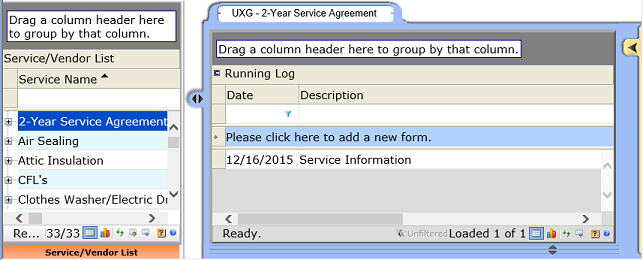 Drag a column header here
to group by that column.
Service/Vendor List
Service Name
2-Year Service Agreement
Air Sealing
Attic Insulation
CFL's
Clothes Washer/Electric Dr
Re... 33/33
Service/Vendor List
UXG - 2-Year Service Agreement
Drag a column header here to group by that column.
Running Log
Date Description
Please click here to add a new form.
12/16/2015 Service Information
Ready. Unfiltered Loaded 1 of 1